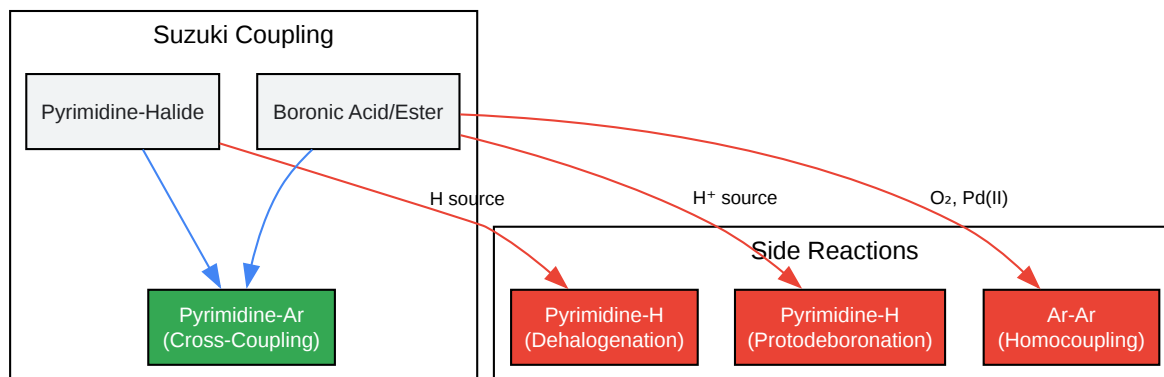 Suzuki Coupling
Pyrimidine-Halide
Boronic Acid/Ester
H source
H⁺ source
O₂, Pd(II)
Side Reactions
Pyrimidine-Ar
(Cross-Coupling)
Pyrimidine-H
(Dehalogenation)
Pyrimidine-H
(Protodeboronation)
Ar-Ar
(Homocoupling)